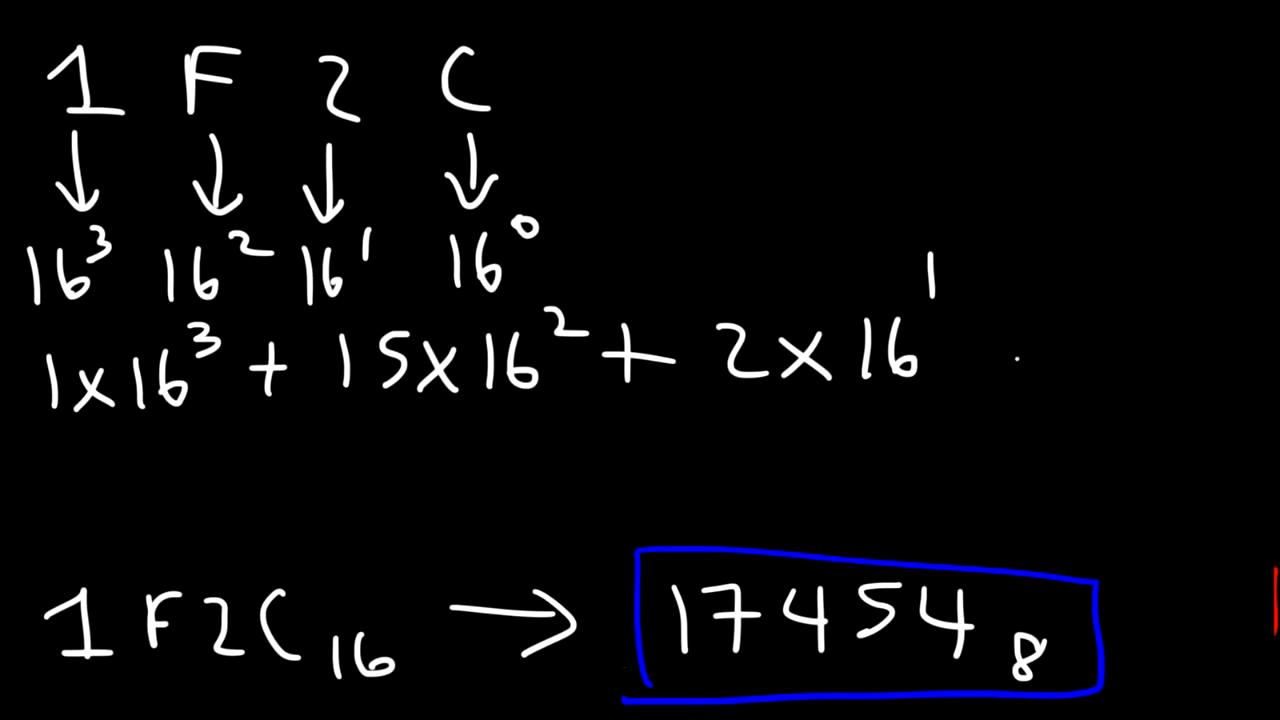 1 F 2 C
16³ 16² 16¹ 16⁰
1x16³ + 15x16² + 2x16¹
1F2C₁₆ → 17454₈